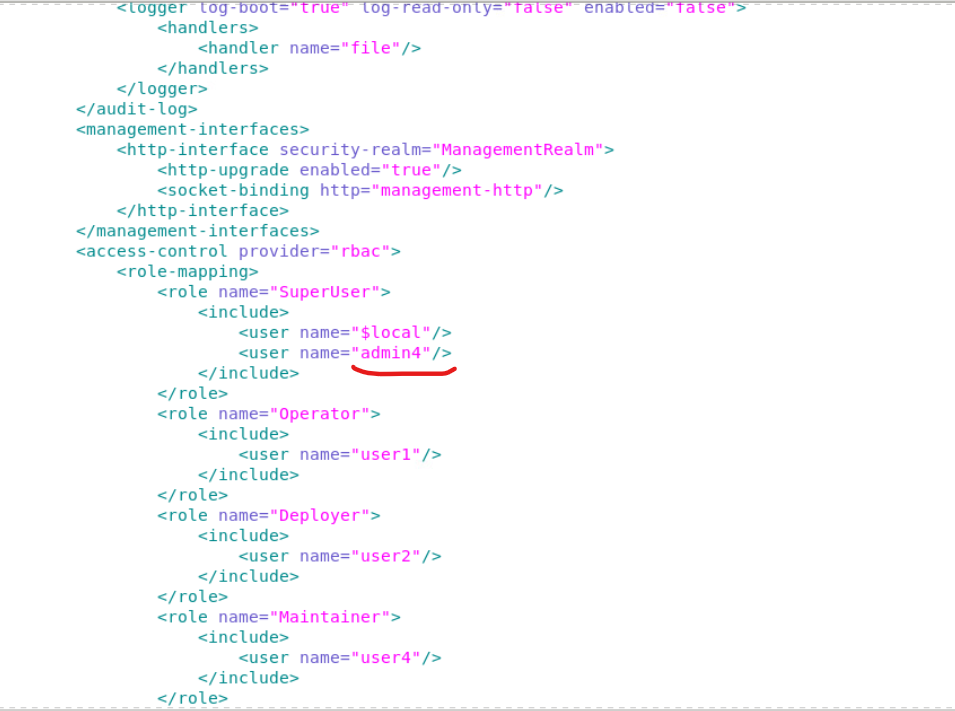 <logger log-boot="true" log-read-only="false" enabled="false">
<handlers>
<handler name="file"/>
</handlers>
</logger>
</audit-log>
<management-interfaces>
<http-interface security-realm="ManagementRealm">
<http-upgrade enabled="true"/>
<socket-binding http="management-http"/>
</http-interface>
</management-interfaces>
<access-control provider="rbac">
<role-mapping>
<role name="SuperUser">
<include>
<user name="$local"/>
<user name="admin4"/>
</include>
</role>
<role name="Operator">
<include>
<user name="user1"/>
</include>
</role>
<role name="Deployer">
<include>
<user name="user2"/>
</include>
</role>
<role name="Maintainer">
<include>
<user name="user4"/>
</include>
</role>